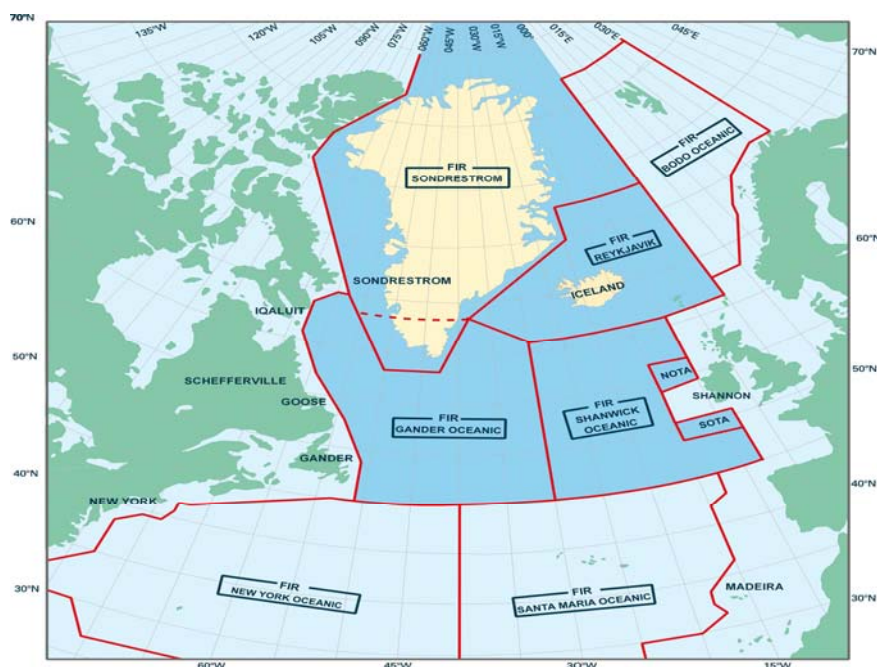 70°N
135°W
120°W
105°W
090°W
075°W
060°W
045°W
030°W
015°W
000°
015°E
030°E
045°E
70°N
FIR
BODO OCEANIC
FIR
SONDRESTROM
60°N
60°N
FIR
REYKJAVIK
SONDRESTROM
ICELAND
IQALUIT
50°N
50°N
SCHEFFERVILLE
NOTA
SHANNON
GOOSE
FIR
GANDER OCEANIC
FIR
SHANWICK
OCEANIC
SOTA
GANDER
40°N
40°N
NEW YORK
30°N
FIR
NEW YORK OCEANIC
FIR
SANTA MARIA OCEANIC
MADEIRA
30°N
60°W
45°W
30°W
15°W